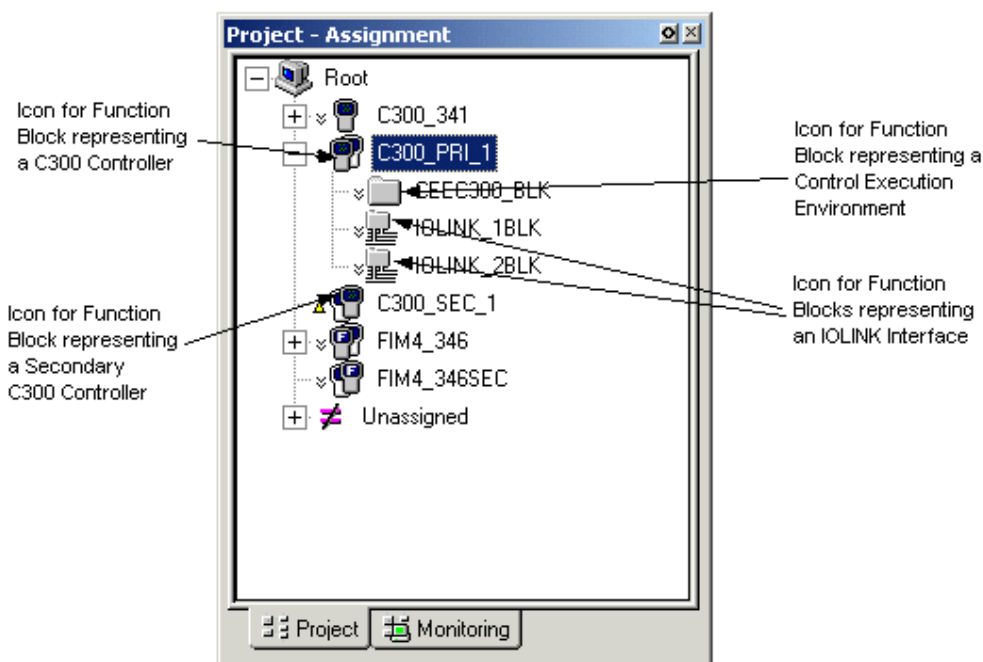 Project - Assignment
Root
C300_341
C300_PRI_1
CEEC300_BLK
IOLINK_1BLK
IOLINK_2BLK
C300_SEC_1
FIM4_346
FIM4_346SEC
Unassigned
Project
Monitoring
Icon for Function
Block representing
a C300 Controller
Icon for Function
Block representing
a Secondary
C300 Controller
Icon for Function
Block representing a
Control Execution
Environment
Icon for Function
Blocks representing
an IOLINK Interface